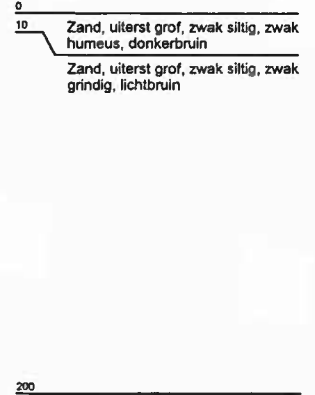 0
10
Zand, uiterst grof, zwak siltig, zwak
humeus, donkerbruin
Zand, uiterst grof, zwak siltig, zwak
grindig, lichtbruin
200